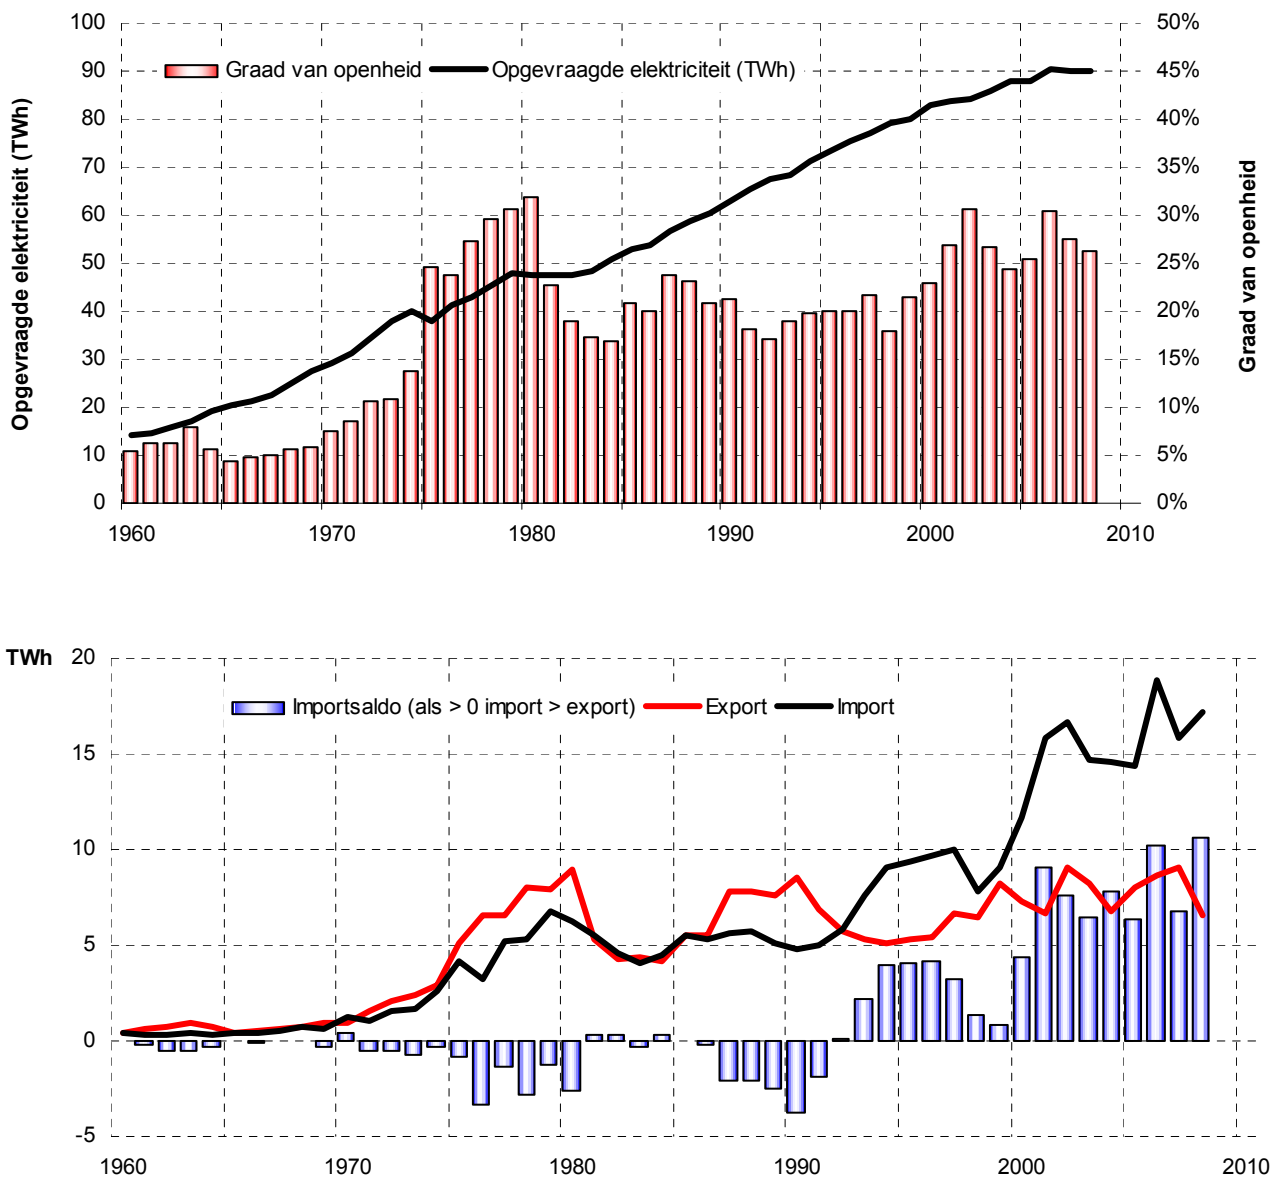 100
90
80
70
60
50
40
30
20
10
0
Opgevraagde elektriciteit (TWh)
Graad van openheid
Opgevraagde elektriciteit (TWh)
50%
45%
40%
35%
30%
25%
20%
15%
10%
5%
0%
Graad van openheid
1960 1970 1980 1990 2000 2010
TWh
20
15
10
5
0
-5
Importsaldo (als > 0 import > export)
Export
Import
1960 1970 1980 1990 2000 2010